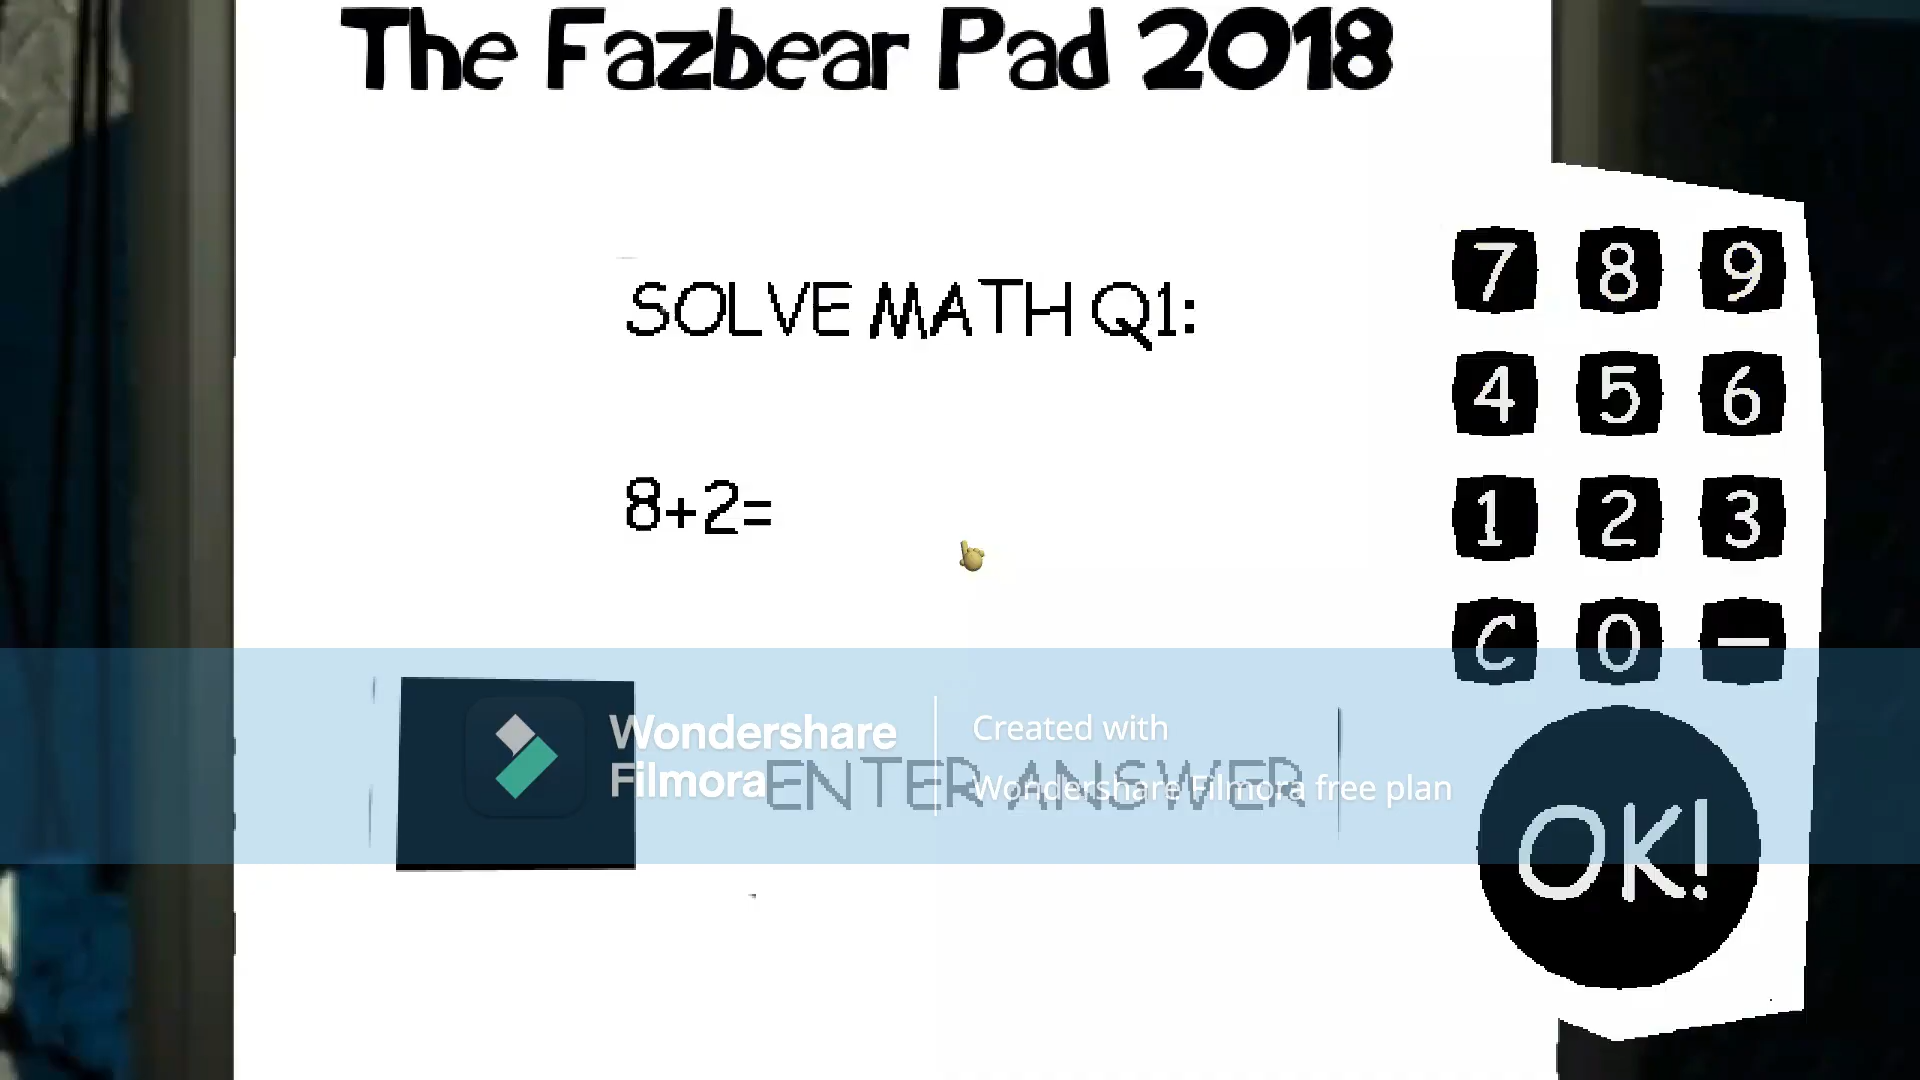 The Fazbear Pad 2018
SOLVE MATH Q1:
8+2=
7 8 9
4 5 6
1 2 3
C 0 –
Wondershare
Filmora
Created with
Wondershare Filmora free plan
ENTER ANSWER
OK!